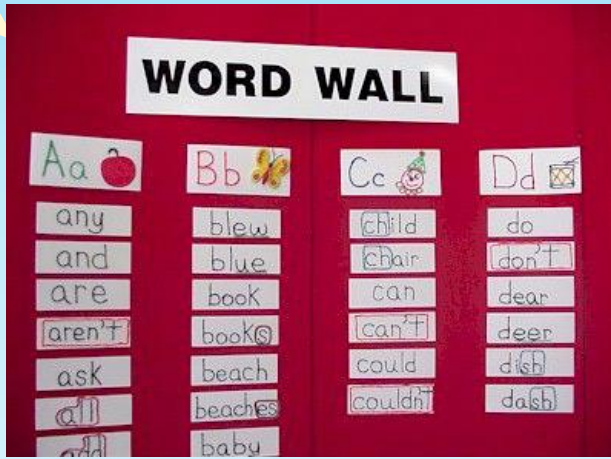 WORD WALL
Aa
any
and
are
aren't
ask
all
add
Bb
blew
blue
book
books
beach
beaches
baby
Cc
child
chair
can
can't
could
couldn't
Dd
do
don't
dear
deer
dish
dash